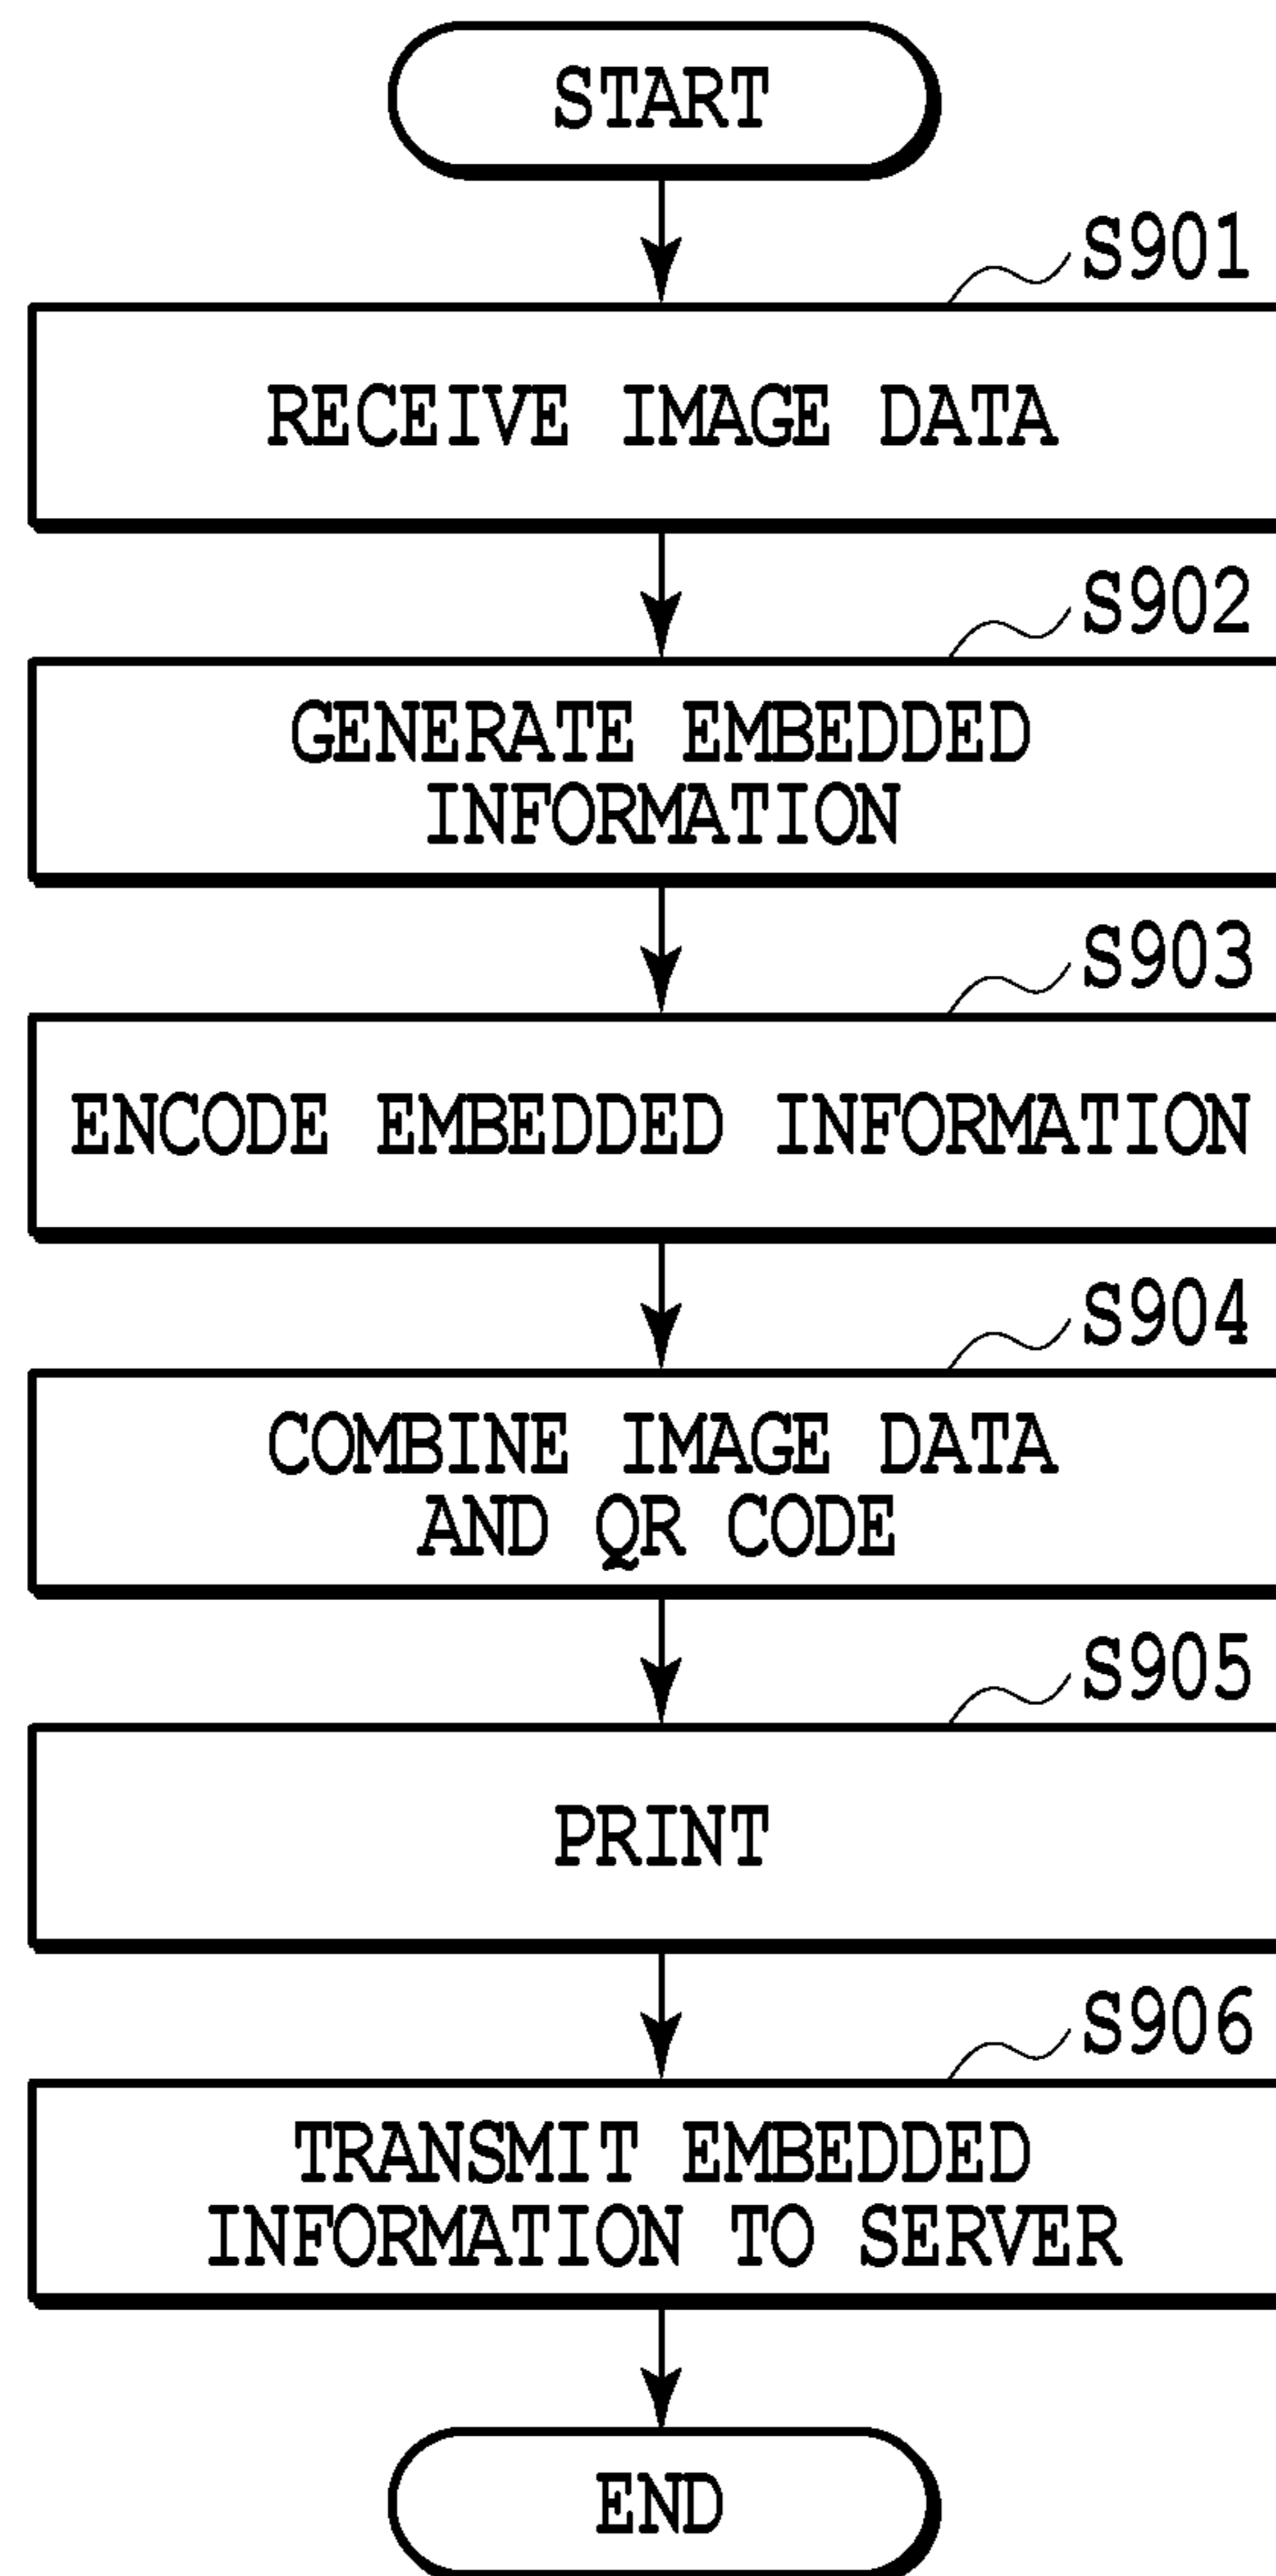 START
S901
RECEIVE IMAGE DATA
S902
GENERATE EMBEDDED
INFORMATION
S903
ENCODE EMBEDDED INFORMATION
S904
COMBINE IMAGE DATA
AND QR CODE
S905
PRINT
S906
TRANSMIT EMBEDDED
INFORMATION TO SERVER
END